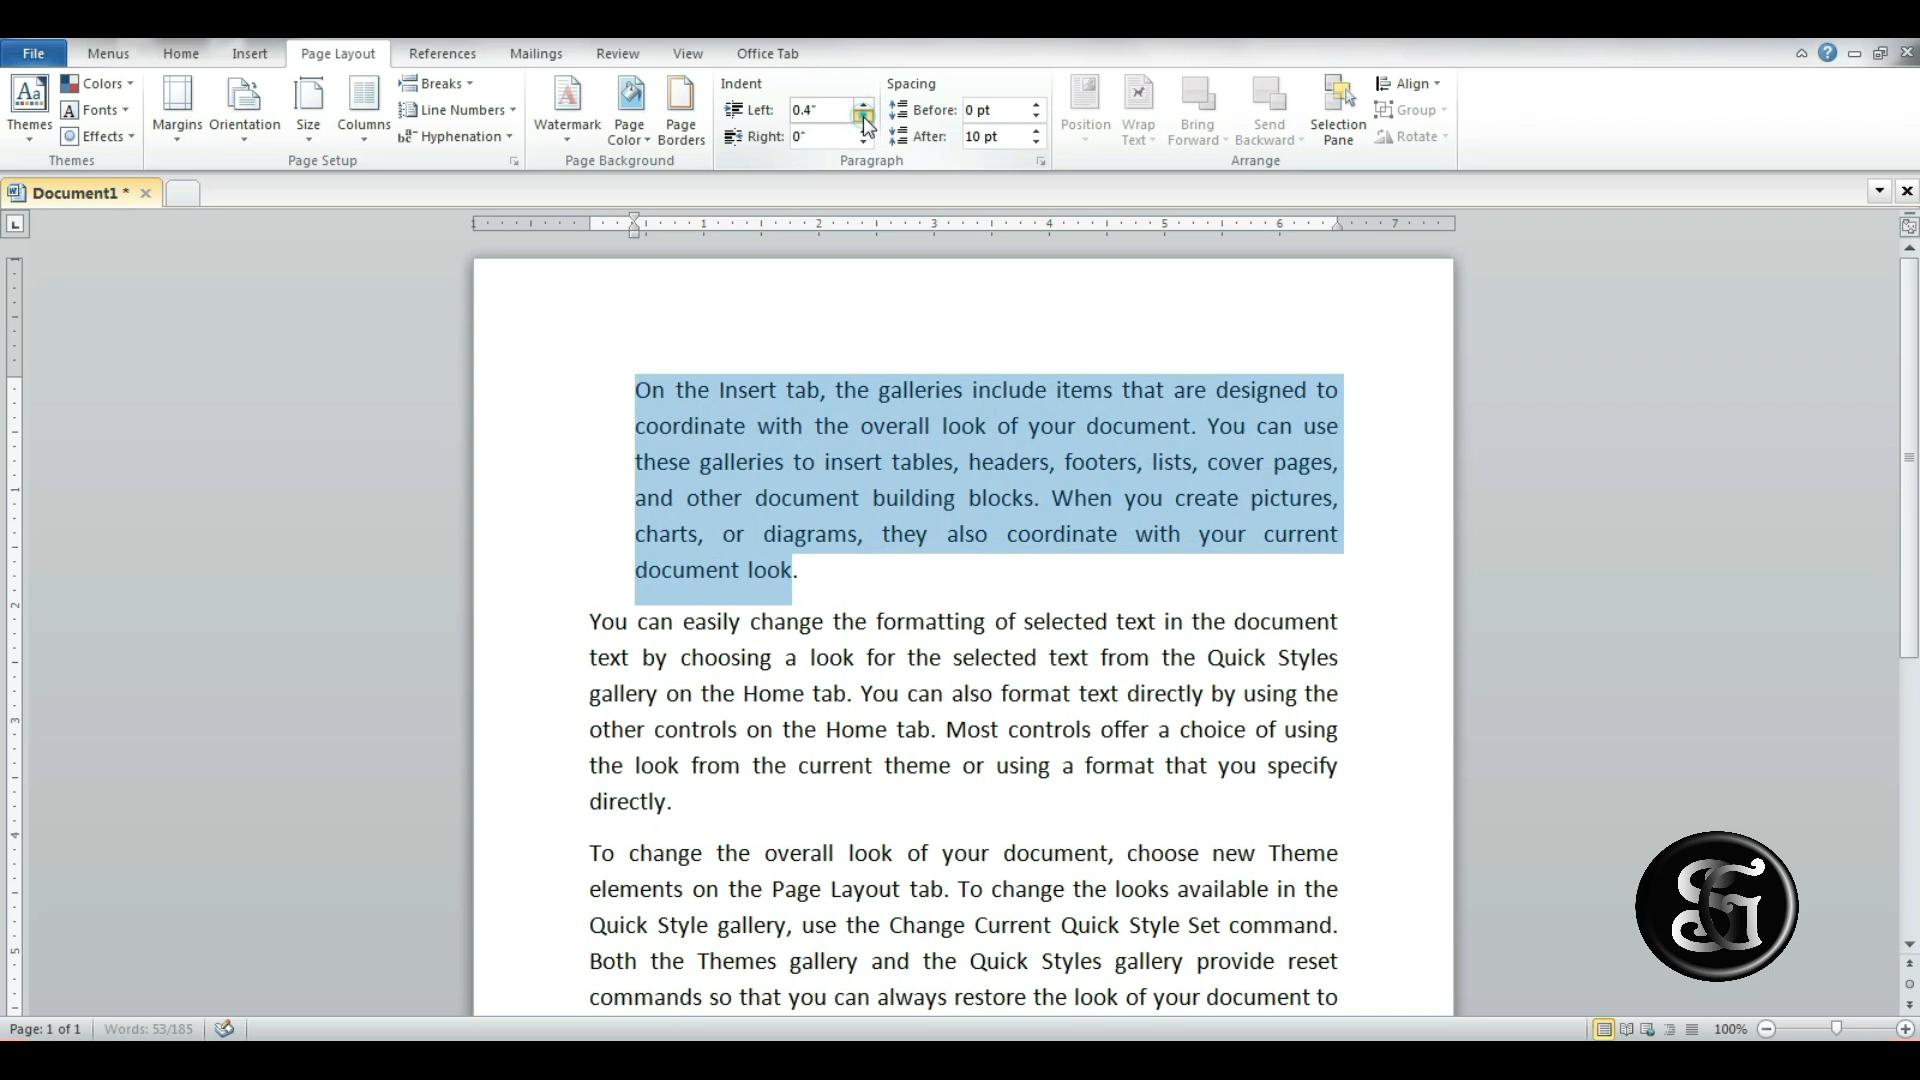 File Menus Home Insert Page Layout References Mailings Review View Office Tab
Themes Colors Fonts Effects Themes
Margins Orientation Size Columns Breaks Line Numbers Hyphenation Page Setup
Watermark Page Color Page Borders Page Background
Indent Left: 0.4" Right: 0"
Spacing Before: 0 pt After: 10 pt
Paragraph
Position Wrap Text Bring Forward Send Backward Selection Pane Align Group Rotate Arrange
Document1 *
L
1 1 2 3 4 5 6 7
On the Insert tab, the galleries include items that are designed to
coordinate with the overall look of your document. You can use
these galleries to insert tables, headers, footers, lists, cover pages,
and other document building blocks. When you create pictures,
charts, or diagrams, they also coordinate with your current
document look.
You can easily change the formatting of selected text in the document
text by choosing a look for the selected text from the Quick Styles
gallery on the Home tab. You can also format text directly by using the
other controls on the Home tab. Most controls offer a choice of using
the look from the current theme or using a format that you specify
directly.
To change the overall look of your document, choose new Theme
elements on the Page Layout tab. To change the looks available in the
Quick Style gallery, use the Change Current Quick Style Set command.
Both the Themes gallery and the Quick Styles gallery provide reset
commands so that you can always restore the look of your document to
Page: 1 of 1 Words: 53/185 100%